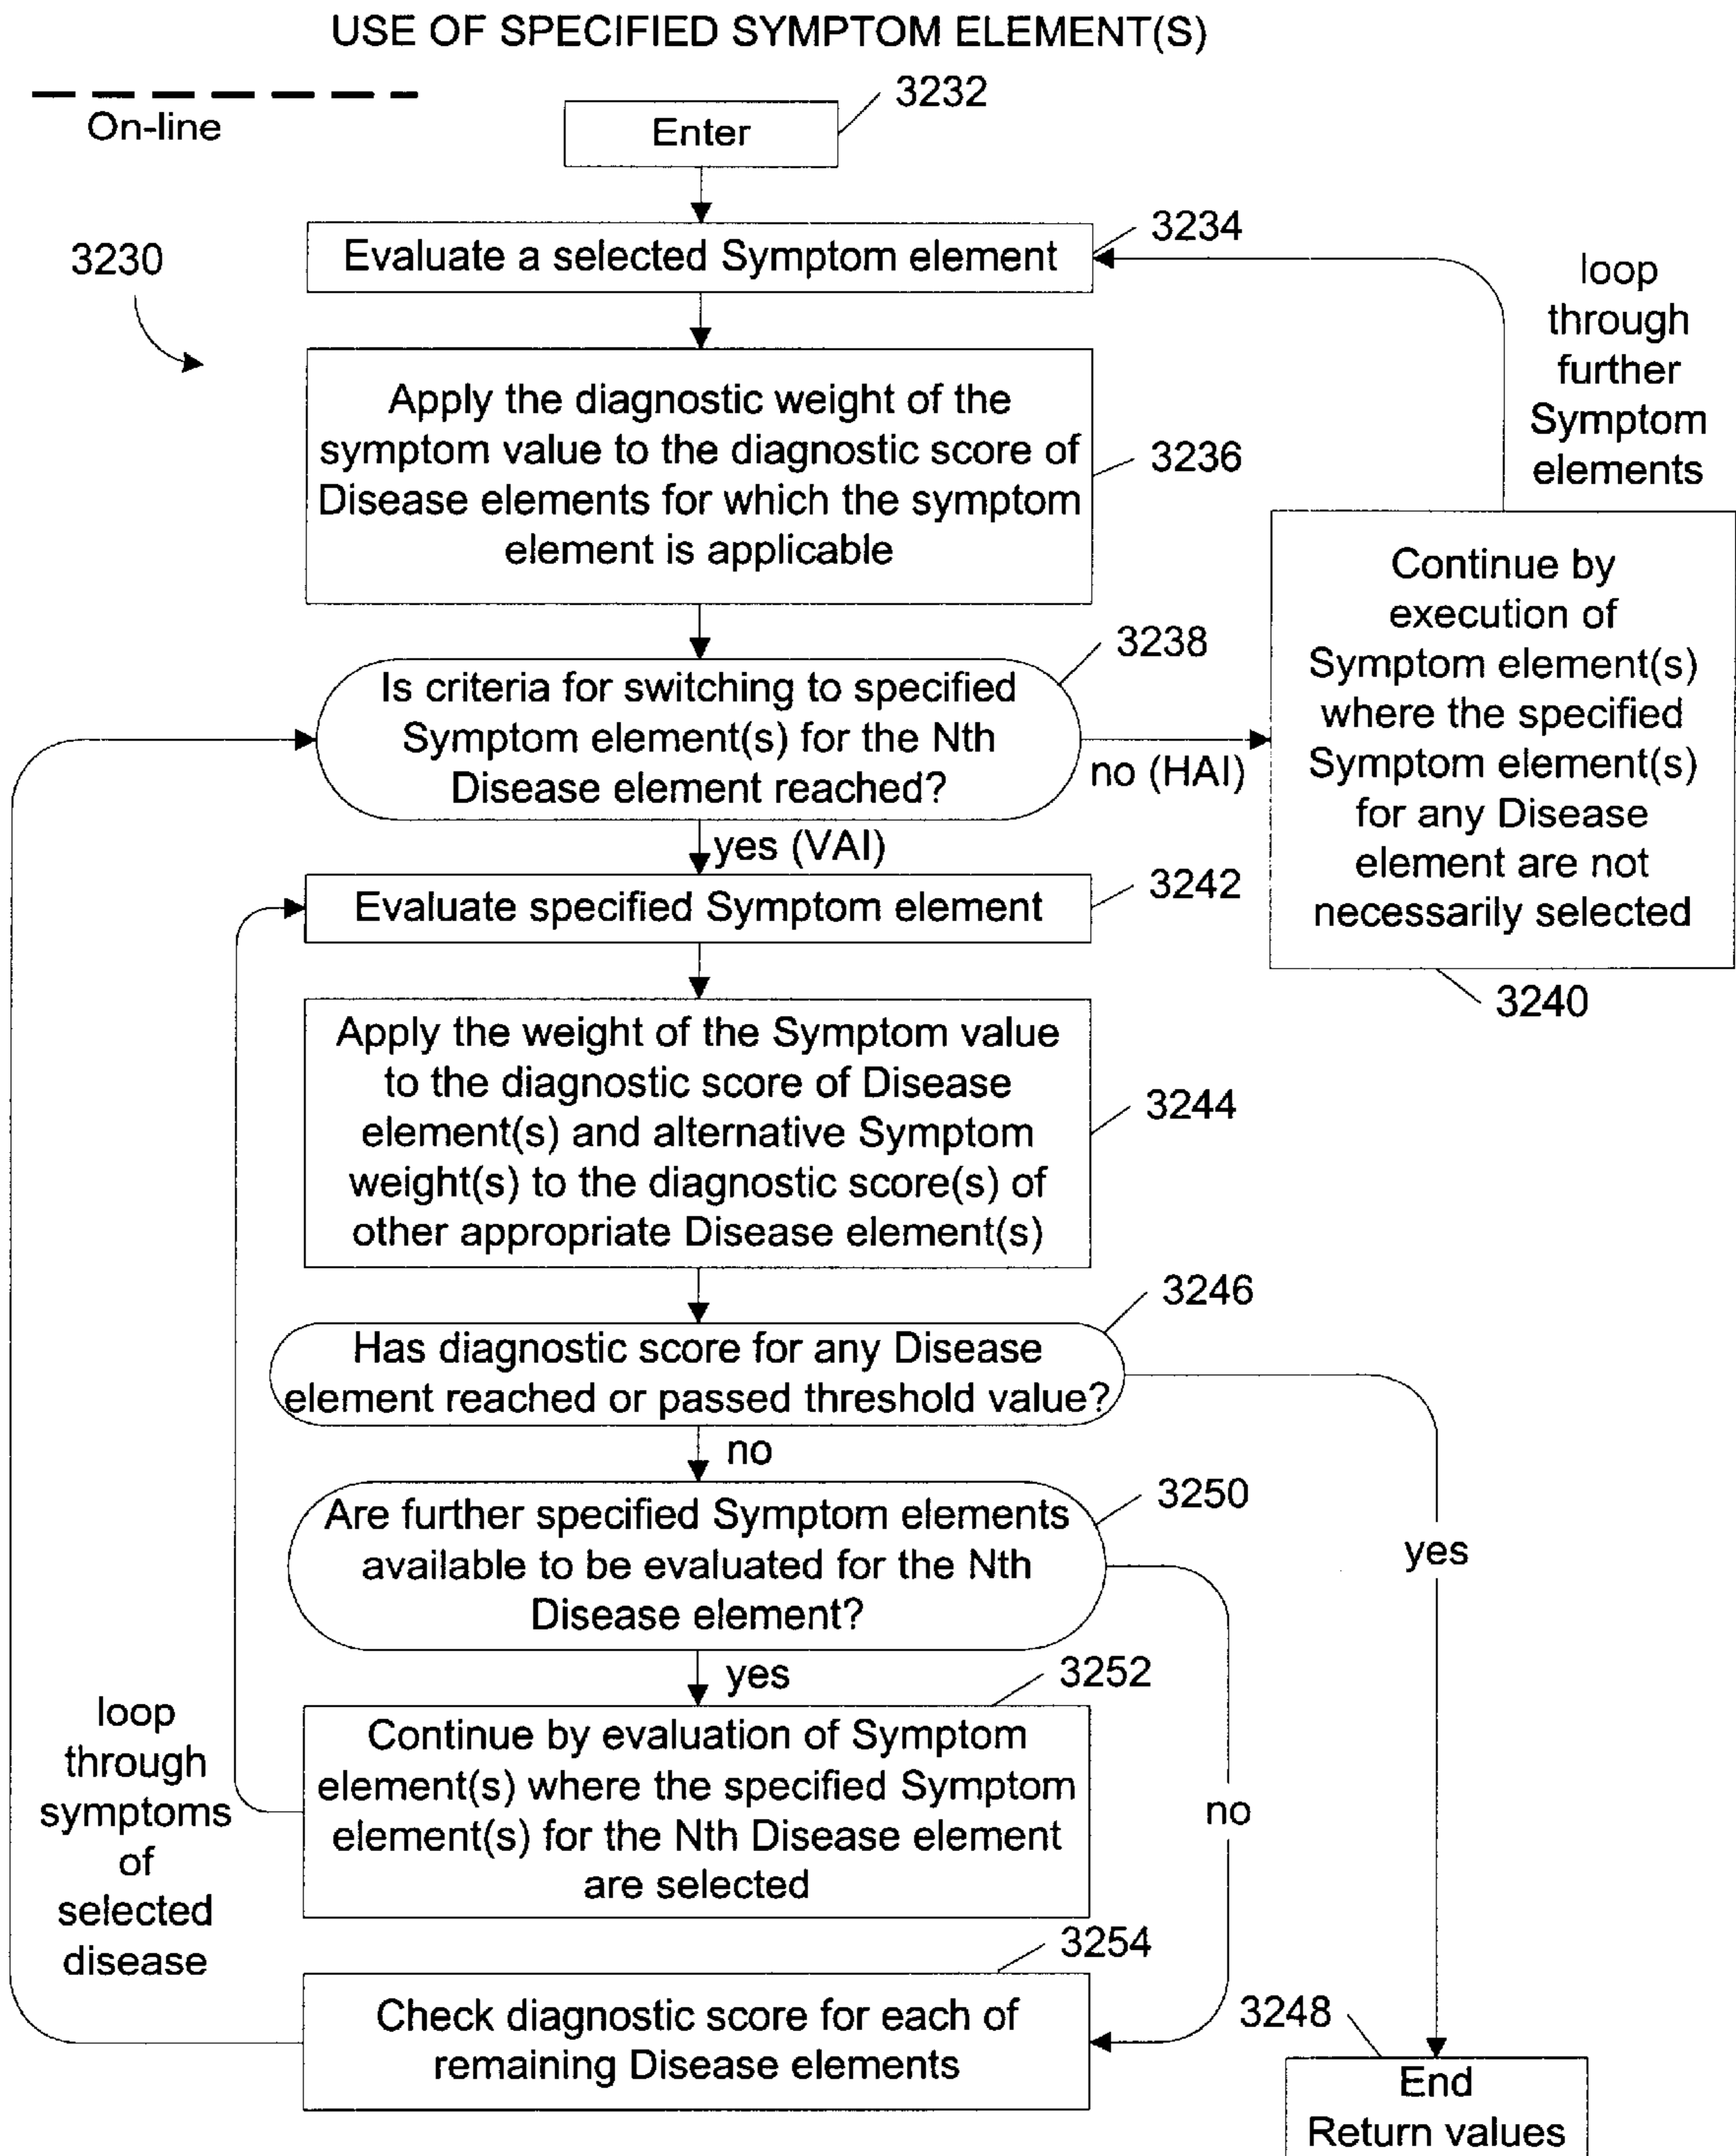 USE OF SPECIFIED SYMPTOM ELEMENT(S)
On-line
3232
Enter
3234
Evaluate a selected Symptom element
3230
loop
through
further
Symptom
elements
Apply the diagnostic weight of the
symptom value to the diagnostic score of
Disease elements for which the symptom
element is applicable
3236
3238
Is criteria for switching to specified
Symptom element(s) for the Nth
Disease element reached?
no (HAI)
Continue by
execution of
Symptom element(s)
where the specified
Symptom element(s)
for any Disease
element are not
necessarily selected
3240
yes (VAI)
3242
Evaluate specified Symptom element
Apply the weight of the Symptom value
to the diagnostic score of Disease
element(s) and alternative Symptom
weight(s) to the diagnostic score(s) of
other appropriate Disease element(s)
3244
3246
Has diagnostic score for any Disease
element reached or passed threshold value?
no
yes
3250
Are further specified Symptom elements
available to be evaluated for the Nth
Disease element?
yes
no
3252
Continue by evaluation of Symptom
element(s) where the specified Symptom
element(s) for the Nth Disease element
are selected
loop
through
symptoms
of
selected
disease
3254
Check diagnostic score for each of
remaining Disease elements
3248
End
Return values